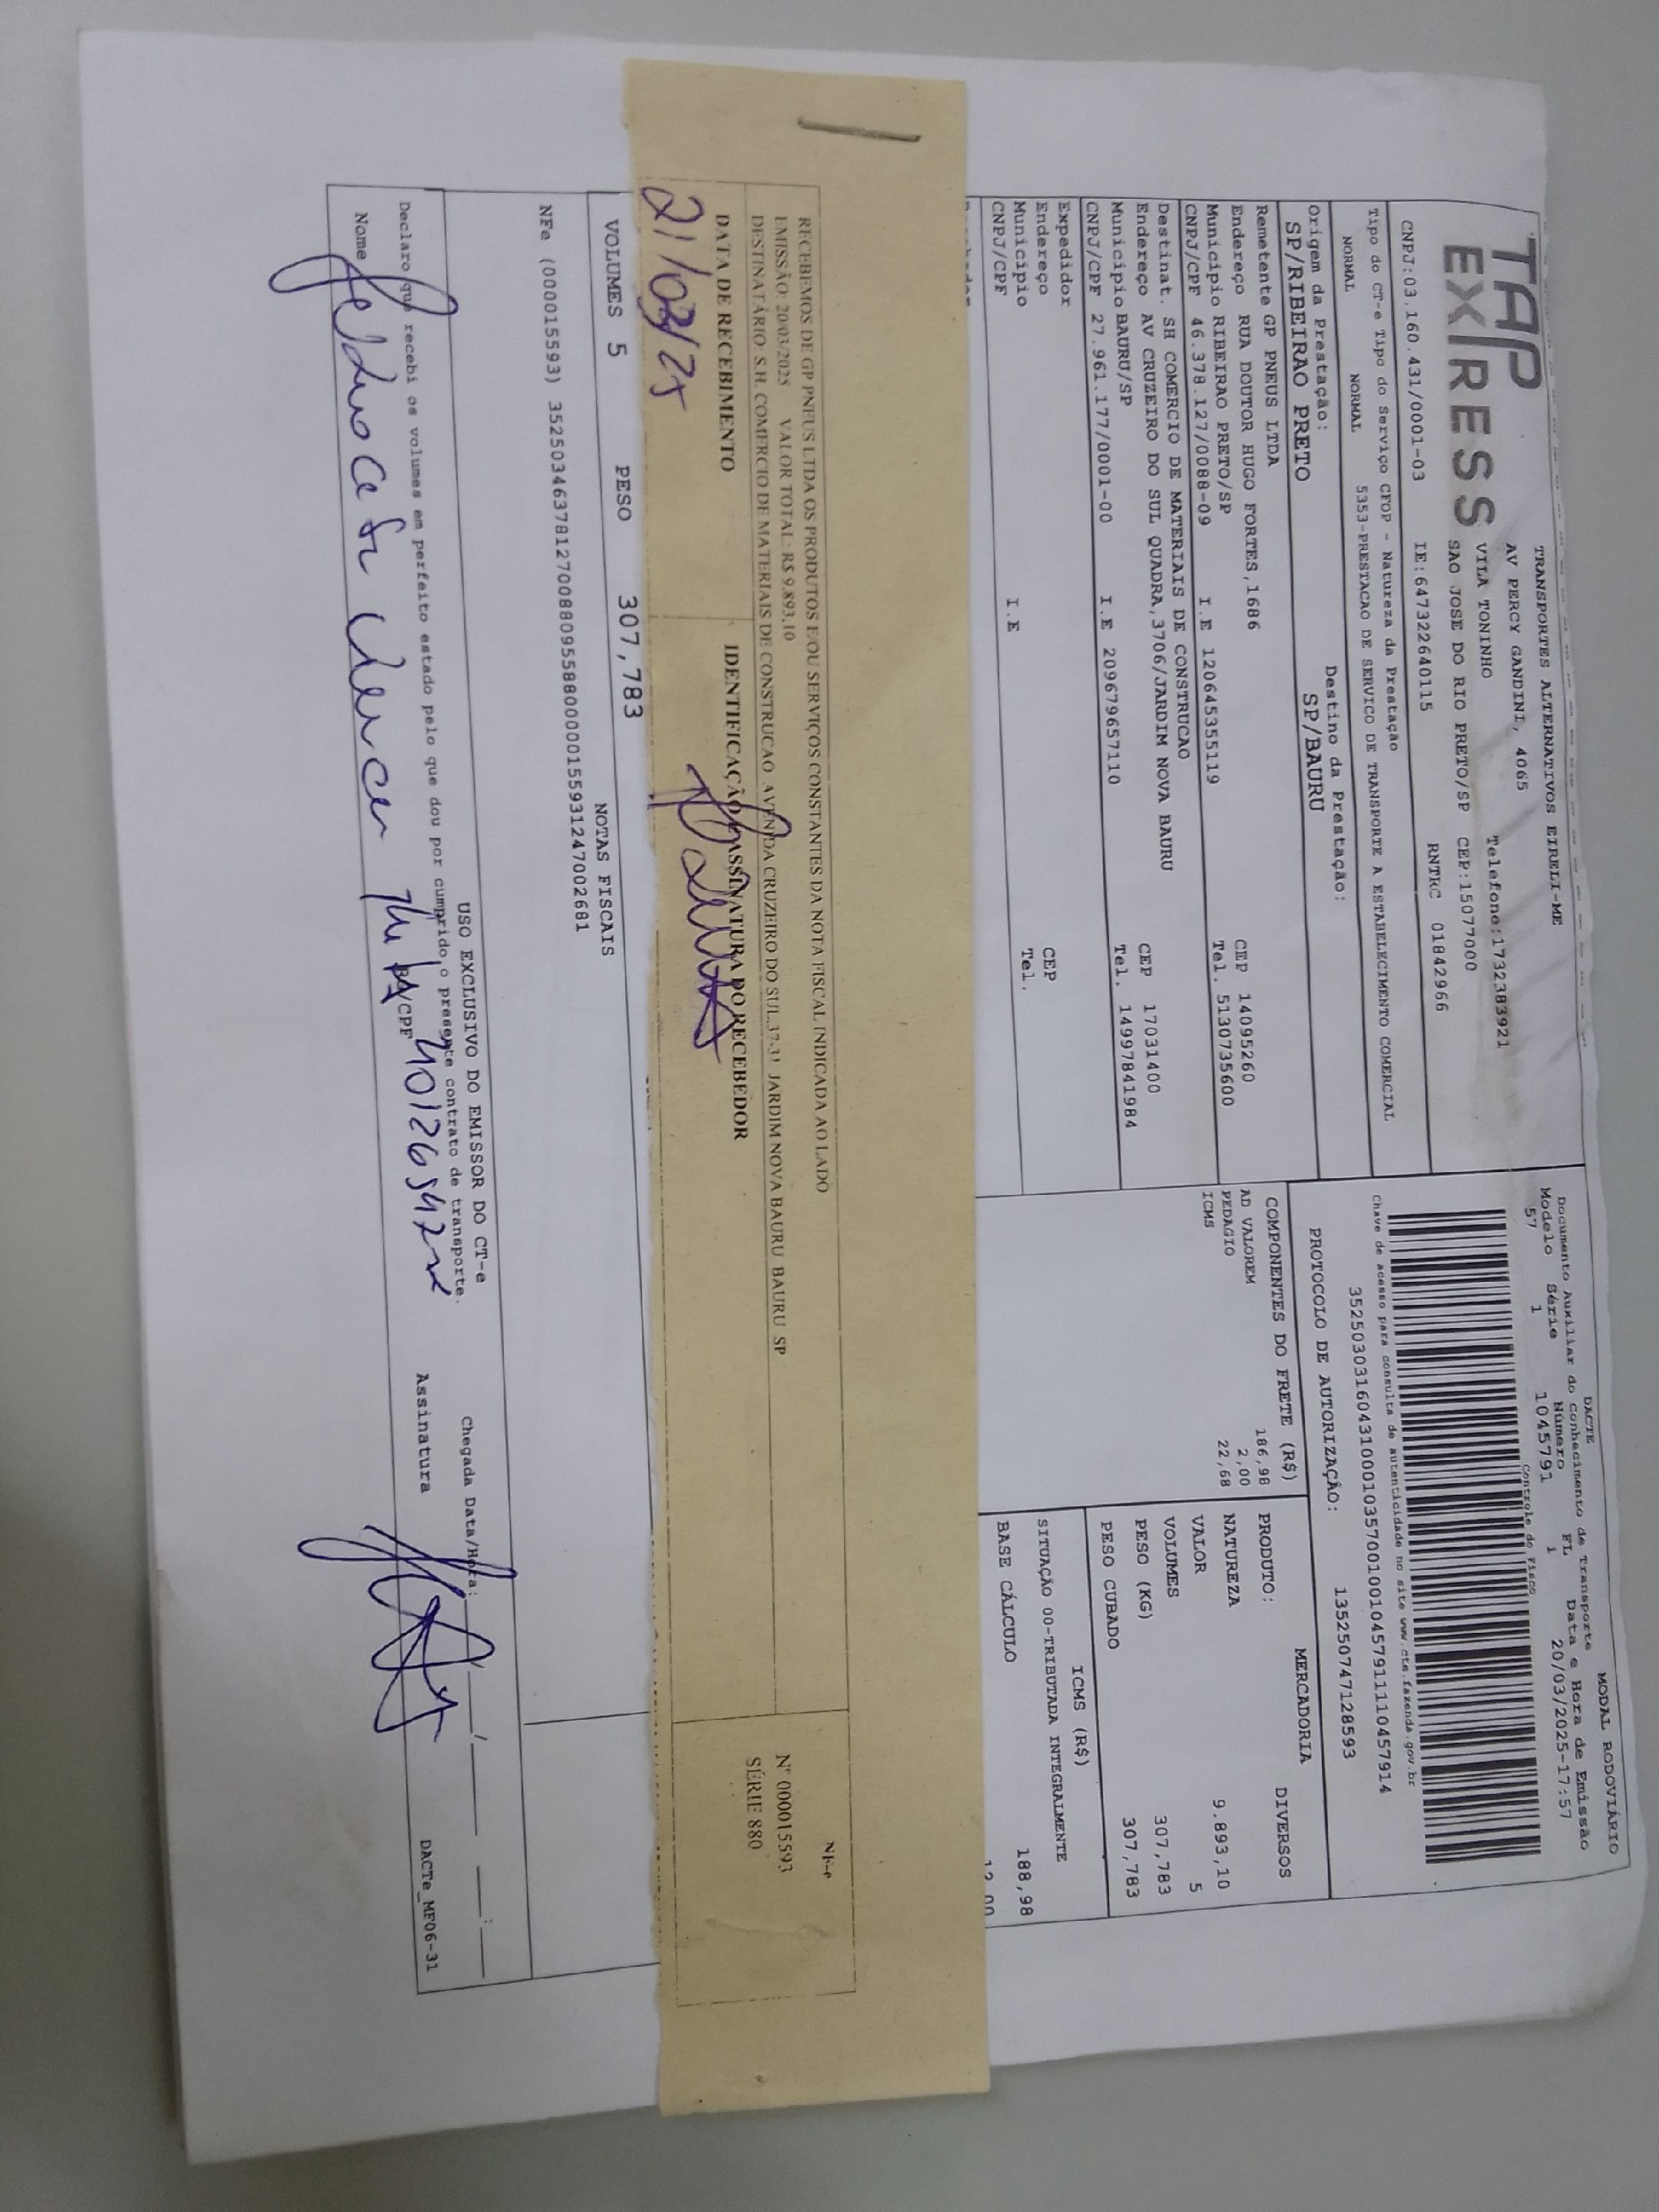 TAP
EXPRESS
TRANSPORTES ALTERNATIVOS EIRELI-ME
AV PERCY GANDINI, 4065
VILA TONINHO Telefone:1732383921
SAO JOSE DO RIO PRETO/SP CEP:15077000
CNPJ:03.160.431/0001-03 IE:647322640115 RNTRC 01842966
Tipo do CT-e Tipo do Serviço CFOP - Natureza da Prestação
NORMAL NORMAL 5353-PRESTACAO DE SERVICO DE TRANSPORTE A ESTABELECIMENTO COMERCIAL
Origem da Prestação: Destino da Prestação:
SP/RIBEIRAO PRETO SP/BAURU
Remetente GP PNEUS LTDA
Endereço RUA DOUTOR HUGO FORTES,1686 CEP 14095260
Município RIBEIRAO PRETO/SP Tel. 5130735600
CNPJ/CPF 46.378.127/0088-09 I.E 120645355119
Destinat. SH COMERCIO DE MATERIAIS DE CONSTRUCAO
Endereço AV CRUZEIRO DO SUL QUADRA,3706/JARDIM NOVA BAURU CEP 17031400
Município BAURU/SP Tel. 14997841984
CNPJ/CPF 27.961.177/0001-00 I.E 209679657110
Expedidor
Endereço CEP
Município Tel.
CNPJ/CPF I.E
MODAL RODOVIÁRIO
DACTE
Documento Auxiliar do Conhecimento de Transporte
Modelo Série Número FL Data e Hora de Emissão
57 1 1045791 1 20/03/2025-17:57
Controle do Fisco
Chave de acesso para consulta de autenticidade no site www.cte.fazenda.gov.br
35250303160431000103570010010457911110457914
PROTOCOLO DE AUTORIZAÇÃO: 135250747128593
COMPONENTES DO FRETE (R$)
AD VALOREM 186,98
PEDAGIO 2,00
ICMS 22,68
MERCADORIA
PRODUTO: DIVERSOS
NATUREZA
VALOR 9.893,10
VOLUMES 5
PESO (KG) 307,783
PESO CUBADO 307,783
ICMS (R$)
SITUAÇÃO 00-TRIBUTADA INTEGRALMENTE
BASE CÁLCULO 188,98
RECEBEMOS DE GP PNEUS LTDA OS PRODUTOS E/OU SERVIÇOS CONSTANTES DA NOTA FISCAL INDICADA AO LADO
EMISSÃO: 20/03/2025 VALOR TOTAL: R$ 9.893,10
DESTINATÁRIO: S.H. COMERCIO DE MATERIAIS DE CONSTRUCAO AVENDA CRUZEIRO DO SUL,37-31 JARDIM NOVA BAURU BAURU SP
DATA DE RECEBIMENTO IDENTIFICAÇÃO E ASSINATURA DO RECEBEDOR
21/03/25
NF-e
Nº 000015593
SÉRIE 880
VOLUMES 5 PESO 307,783
NOTAS FISCAIS
NFe (000015593) 35250346378127008809558800000155931247002681
USO EXCLUSIVO DO EMISSOR DO CT-e
Declaro que recebi os volumes em perfeito estado pelo que dou por cumprido o presente contrato de transporte.
Chegada Data/Hora: __/__/__ __:__
Nome RG/CPF Assinatura
DACTe_MF06-31